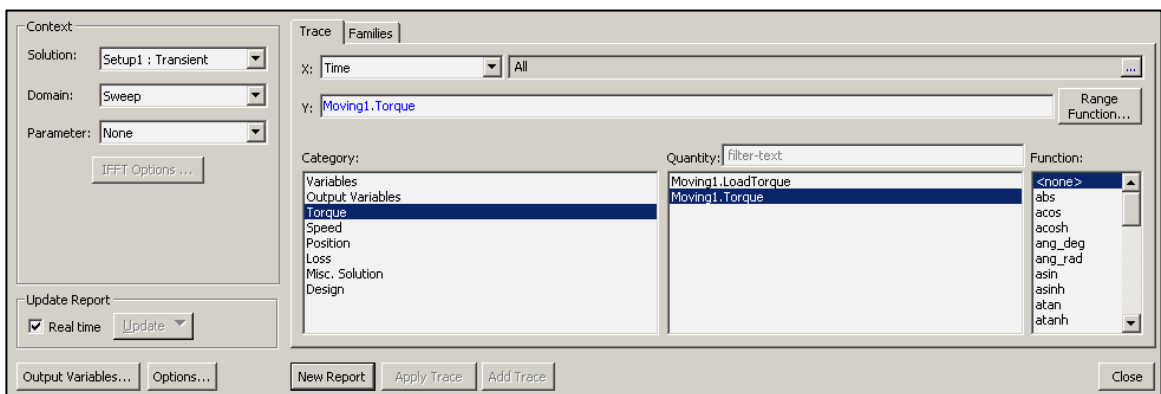 Context
Solution: Setup1 : Transient
Domain: Sweep
Parameter: None
IFFT Options ...
Update Report
Real time Update
Output Variables... Options...
Trace Families
X: Time All ...
Y: Moving1.Torque Range Function...
Category:
Variables
Output Variables
Torque
Speed
Position
Loss
Misc. Solution
Design
Quantity: filter-text
Moving1.LoadTorque
Moving1.Torque
Function:
<none>
abs
acos
acosh
ang_deg
ang_rad
asin
asinh
atan
atanh
New Report Apply Trace Add Trace Close